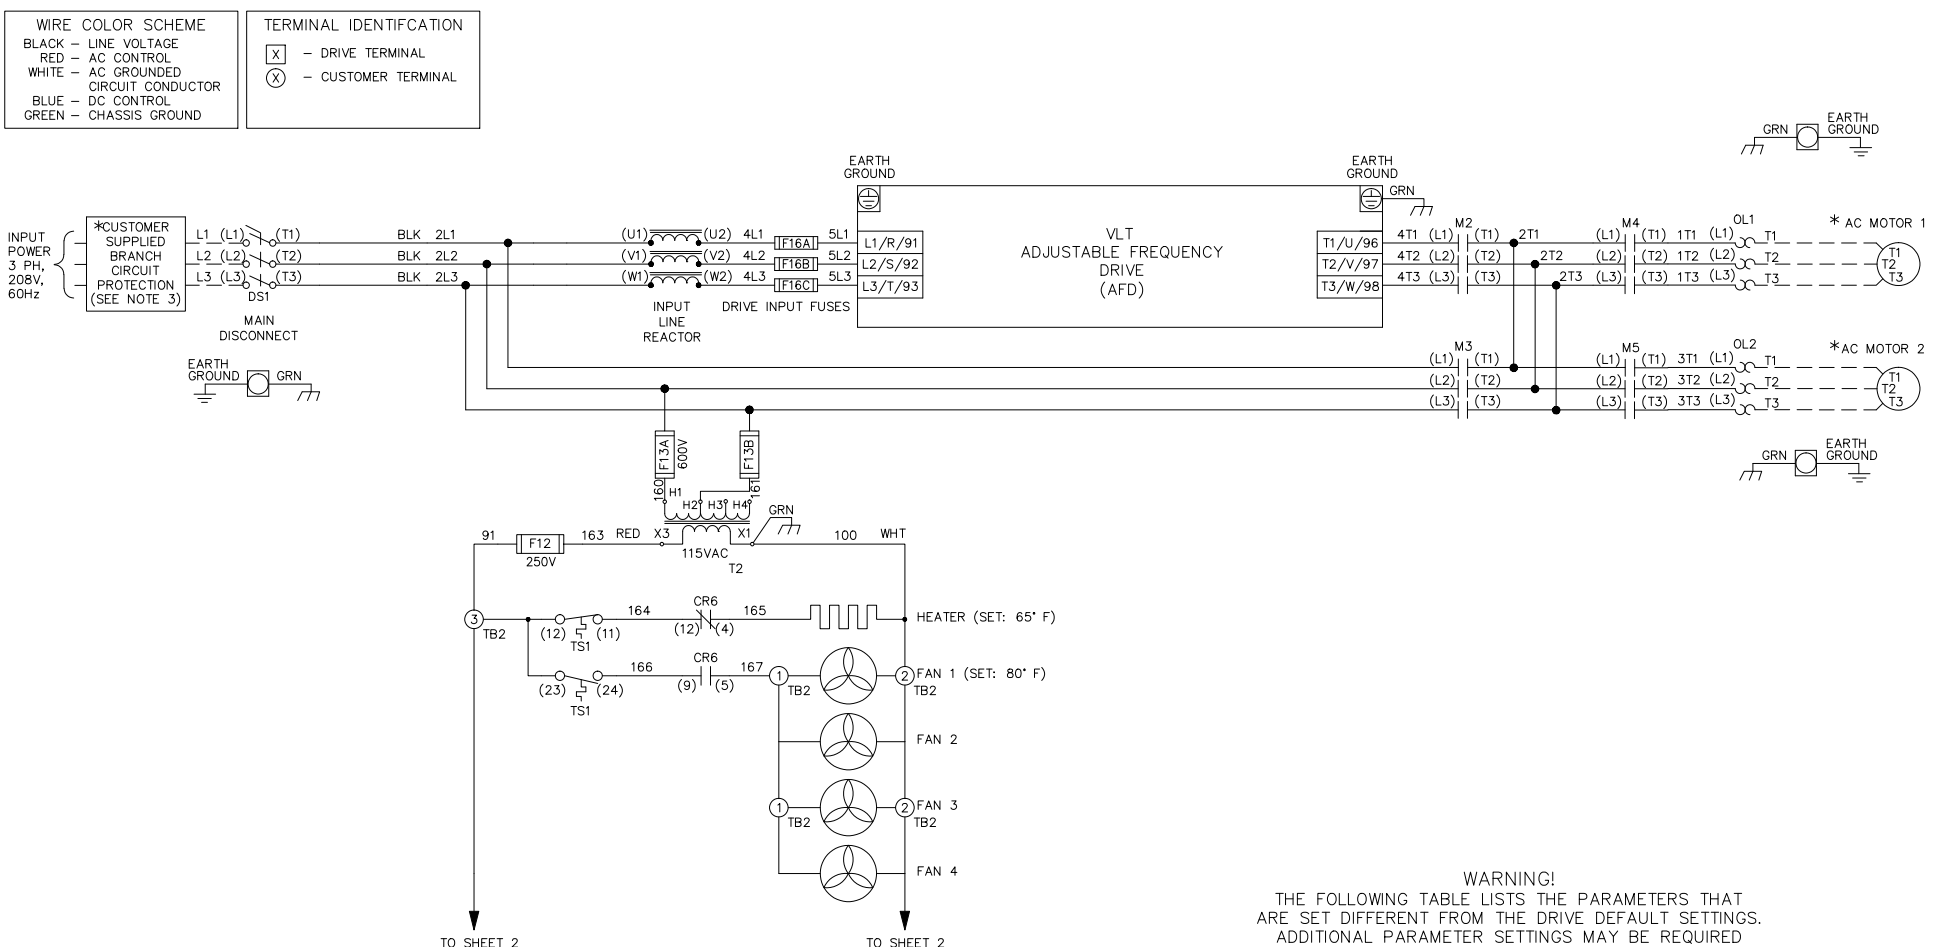 WIRE COLOR SCHEME
BLACK – LINE VOLTAGE
RED – AC CONTROL
WHITE – AC GROUNDED
CIRCUIT CONDUCTOR
BLUE – DC CONTROL
GREEN – CHASSIS GROUND
TERMINAL IDENTIFCATION
X – DRIVE TERMINAL
X – CUSTOMER TERMINAL
GRN
EARTH
GROUND
INPUT
POWER
3 PH,
208V,
60Hz
*CUSTOMER
SUPPLIED
BRANCH
CIRCUIT
PROTECTION
(SEE NOTE 3)
L1 (L1) (T1) BLK 2L1 (U1) (U2) 4L1 F16A 5L1
L2 (L2) (T2) BLK 2L2 (V1) (V2) 4L2 F16B 5L2
L3 (L3) (T3) BLK 2L3 (W1) (W2) 4L3 F16C 5L3
DS1
MAIN
DISCONNECT
INPUT
LINE
REACTOR
DRIVE INPUT FUSES
EARTH
GROUND
EARTH
GROUND
GRN
L1/R/91
L2/S/92
L3/T/93
VLT
ADJUSTABLE FREQUENCY
DRIVE
(AFD)
T1/U/96
T2/V/97
T3/W/98
M2 M4 OL1
4T1 (L1) (T1) 2T1 (L1) (T1) 1T1 (L1) T1
4T2 (L2) (T2) 2T2 (L2) (T2) 1T2 (L2) T2
4T3 (L3) (T3) 2T3 (L3) (T3) 1T3 (L3) T3
* AC MOTOR 1
T1
T2
T3
EARTH
GROUND GRN
M3 M5 OL2
(L1) (T1) (L1) (T1) 3T1 (L1) T1
(L2) (T2) (L2) (T2) 3T2 (L2) T2
(L3) (T3) (L3) (T3) 3T3 (L3) T3
*AC MOTOR 2
T1
T2
T3
GRN
EARTH
GROUND
F13A
600V
F13B
160
161
H1
H2 H3 H4
GRN
91 F12 163 RED X3 X1 100 WHT
250V
115VAC
T2
3
TB2
(12) (11)
TS1
164
CR6
(12) (4)
165
HEATER (SET: 65° F)
(23) (24)
TS1
166
CR6
(9) (5)
167
1
TB2
2
TB2
FAN 1 (SET: 80° F)
FAN 2
1
TB2
2
TB2
FAN 3
FAN 4
TO SHEET 2
TO SHEET 2
WARNING!
THE FOLLOWING TABLE LISTS THE PARAMETERS THAT
ARE SET DIFFERENT FROM THE DRIVE DEFAULT SETTINGS.
ADDITIONAL PARAMETER SETTINGS MAY BE REQUIRED